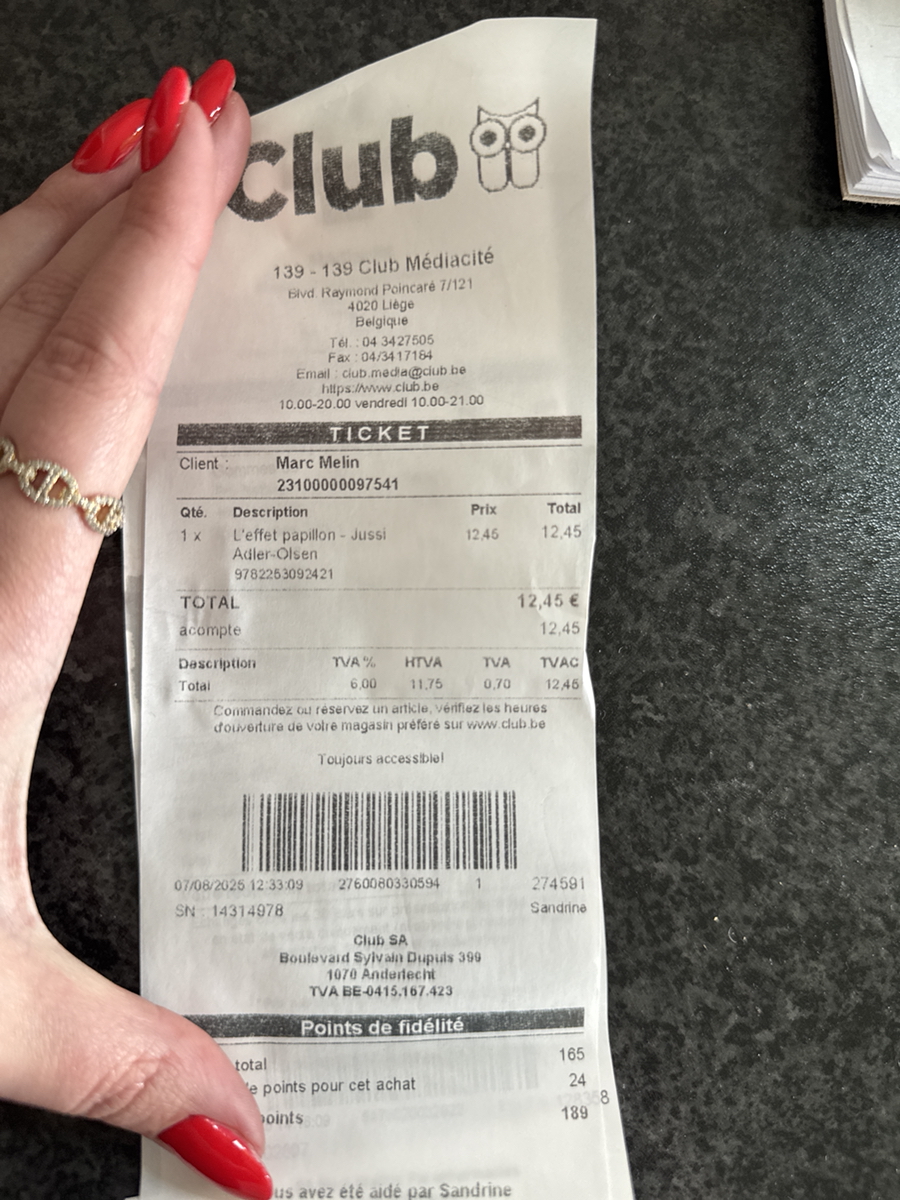 Club
139 - 139 Club Médiacité
Blvd. Raymond Poincaré 7/121
4020 Liège
Belgique
Tél. : 04 3427505
Fax : 04/3417184
Email : club.media@club.be
https://www.club.be
10.00-20.00 vendredi 10.00-21.00
TICKET
Client : Marc Melin
23100000097541
Qté. Description Prix Total
1 x L'effet papillon - Jussi 12,45 12,45
Adler-Olsen
9782253092421
TOTAL 12,45 €
acompte 12,45
Description TVA % HTVA TVA TVAC
Total 6,00 11,75 0,70 12,45
Commandez ou réservez un article, vérifiez les heures
d'ouverture de votre magasin préféré sur www.club.be
Toujours accessible!
07/08/2025 12:33:09 2760080330594 1 274591
SN : 14314978 Sandrine
Club SA
Boulevard Sylvain Dupuis 399
1070 Anderlecht
TVA BE-0415.167.423
Points de fidélité
total 165
points pour cet achat 24
points 189
avez été aidé par Sandrine